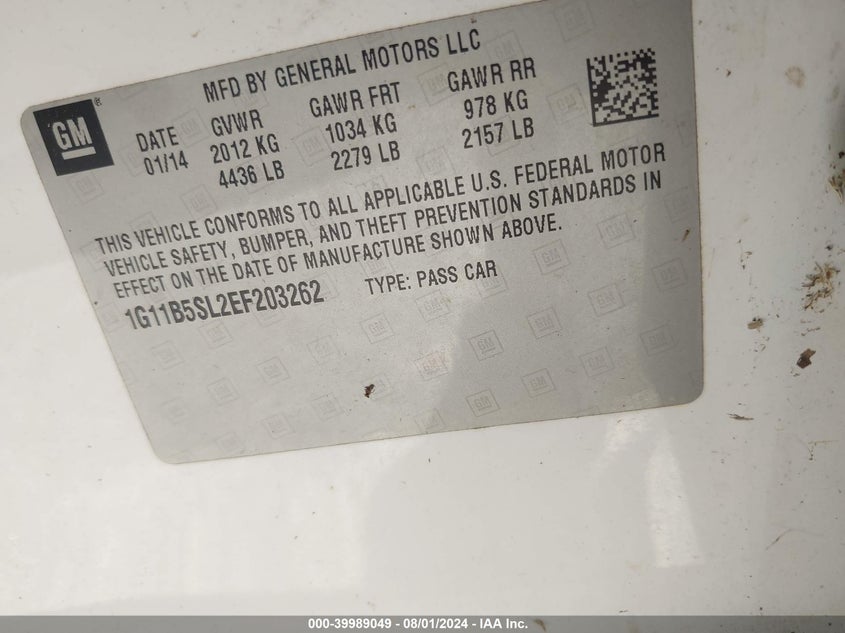 MFD BY GENERAL MOTORS LLC
GM
DATE GVWR GAWR FRT GAWR RR
01/14 2012 KG 1034 KG 978 KG
4436 LB 2279 LB 2157 LB
THIS VEHICLE CONFORMS TO ALL APPLICABLE U.S. FEDERAL MOTOR
VEHICLE SAFETY, BUMPER, AND THEFT PREVENTION STANDARDS IN
EFFECT ON THE DATE OF MANUFACTURE SHOWN ABOVE.
1G11B5SL2EF203262 TYPE: PASS CAR
000-39989049 - 08/01/2024 - IAA Inc.